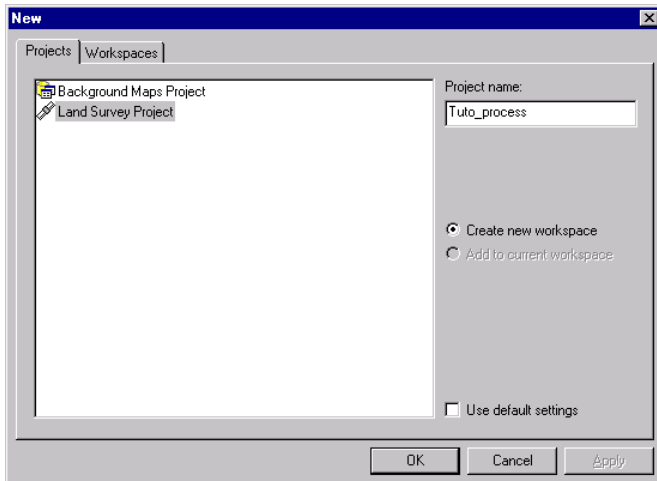 New
Projects
Workspaces
Background Maps Project
Land Survey Project
Project name:
Tuto_process
Create new workspace
Add to current workspace
Use default settings
OK
Cancel
Apply